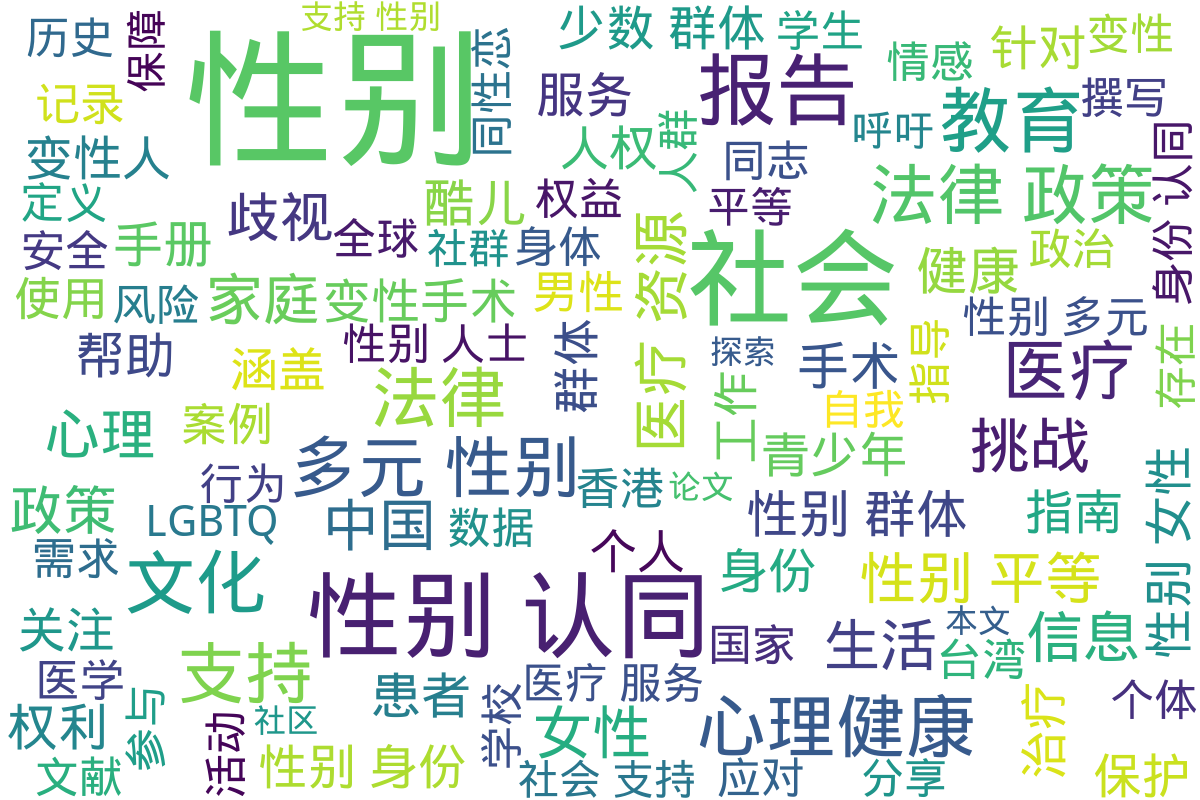 支持 性别
历史
保障
性别
同性恋
少数 群体
学生
情感
针对
变性
记录
服务
报告
教育
撰写
呼吁
变性人
人权
人群
同志
认同
定义
歧视
酷儿
权益
平等
法律 政策
安全
手册
全球
社群
身体
资源
社会
健康
政治
身份 认同
使用
风险
家庭
变性手术
男性
性别 多元
帮助
涵盖
性别 人士
群体
医疗
探索
手术
指导
医疗
存在
心理
案例
法律
工作
自我
挑战
青少年
行为
多元 性别
香港
论文
政策
LGBTQ
中国
数据
性别 群体
指南
性别 女性
需求
文化
个人
身份
性别 平等
性别 认同
关注
支持
国家
生活
本文
台湾
信息
医学
患者
医疗 服务
个体
权利
参与
活动
社区
学校
女性
心理健康
治疗
性别 身份
文献
社会 支持
应对
分享
保护